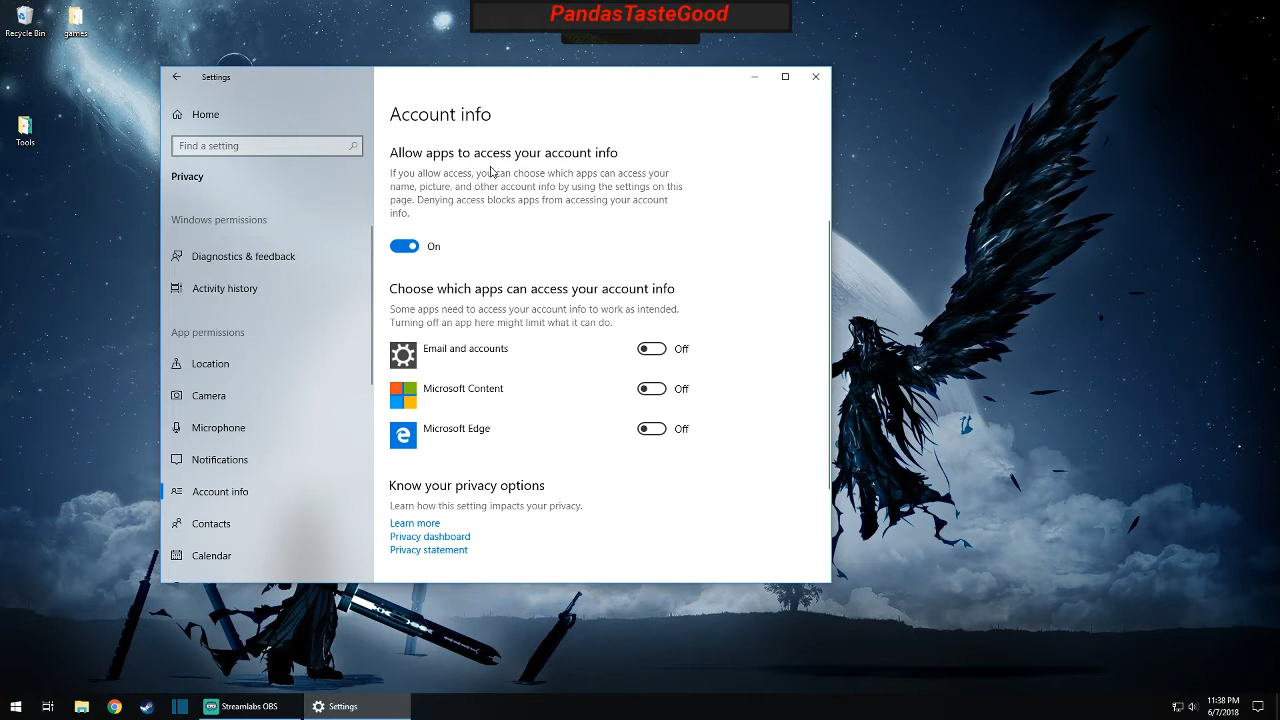 PandasTasteGood
Recycle Bin
games
Tools
Settings
Home
Find a setting
Privacy
Windows permissions
Diagnostics & feedback
Activity history
App permissions
Location
Camera
Microphone
Notifications
Account info
Contacts
Calendar
Account info
Allow apps to access your account info
If you allow access, you can choose which apps can access your
name, picture, and other account info by using the settings on this
page. Denying access blocks apps from accessing your account
info.
On
Choose which apps can access your account info
Some apps need to access your account info to work as intended.
Turning off an app here might limit what it can do.
Email and accounts Off
Microsoft Content Off
Microsoft Edge Off
Know your privacy options
Learn how this setting impacts your privacy.
Learn more
Privacy dashboard
Privacy statement
Streamlabs OBS
Settings
11:38 PM
6/7/2018